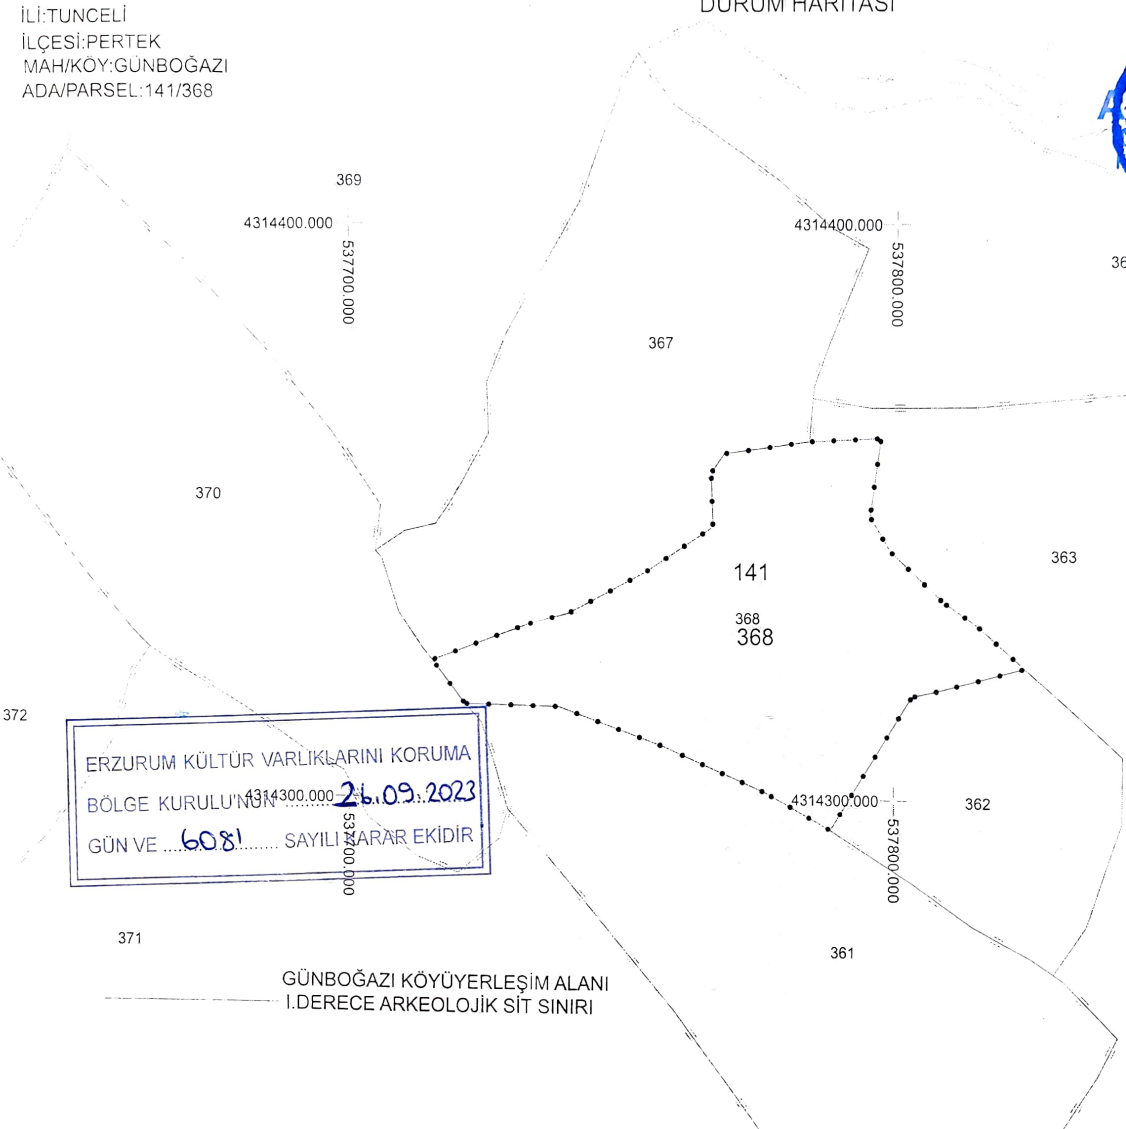 DURUM HARİTASI
İLİ:TUNCELİ
İLÇESİ:PERTEK
MAH/KÖY:GÜNBOĞAZI
ADA/PARSEL:141/368
369
4314400.000
537700.000
4314400.000
537800.000
36
367
370
363
141
368
368
372
ERZURUM KÜLTÜR VARLIKLARINI KORUMA
BÖLGE KURULU'NUN ........ 26.09.2023
GÜN VE ....6081...... SAYILI KARAR EKİDİR
4314300.000
537700.000
4314300.000
537800.000
362
371
361
GÜNBOĞAZI KÖYÜYERLEŞİM ALANI
I.DERECE ARKEOLOJİK SİT SINIRI